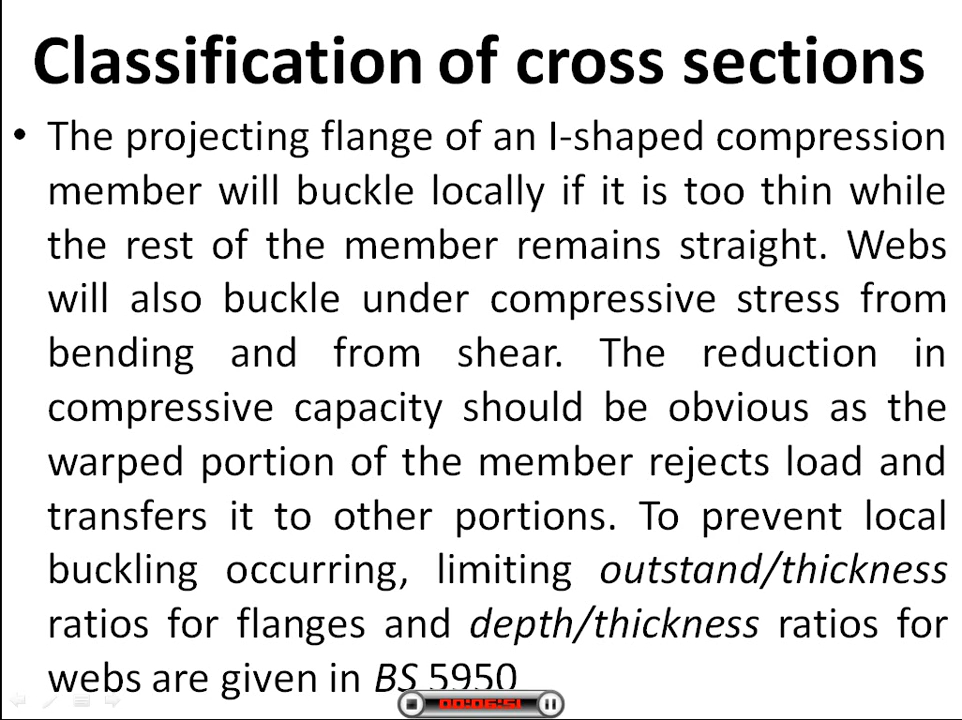 Classification of cross sections
• The projecting flange of an I-shaped compression
member will buckle locally if it is too thin while
the rest of the member remains straight. Webs
will also buckle under compressive stress from
bending and from shear. The reduction in
compressive capacity should be obvious as the
warped portion of the member rejects load and
transfers it to other portions. To prevent local
buckling occurring, limiting outstand/thickness
ratios for flanges and depth/thickness ratios for
webs are given in BS 5950
00:06:51